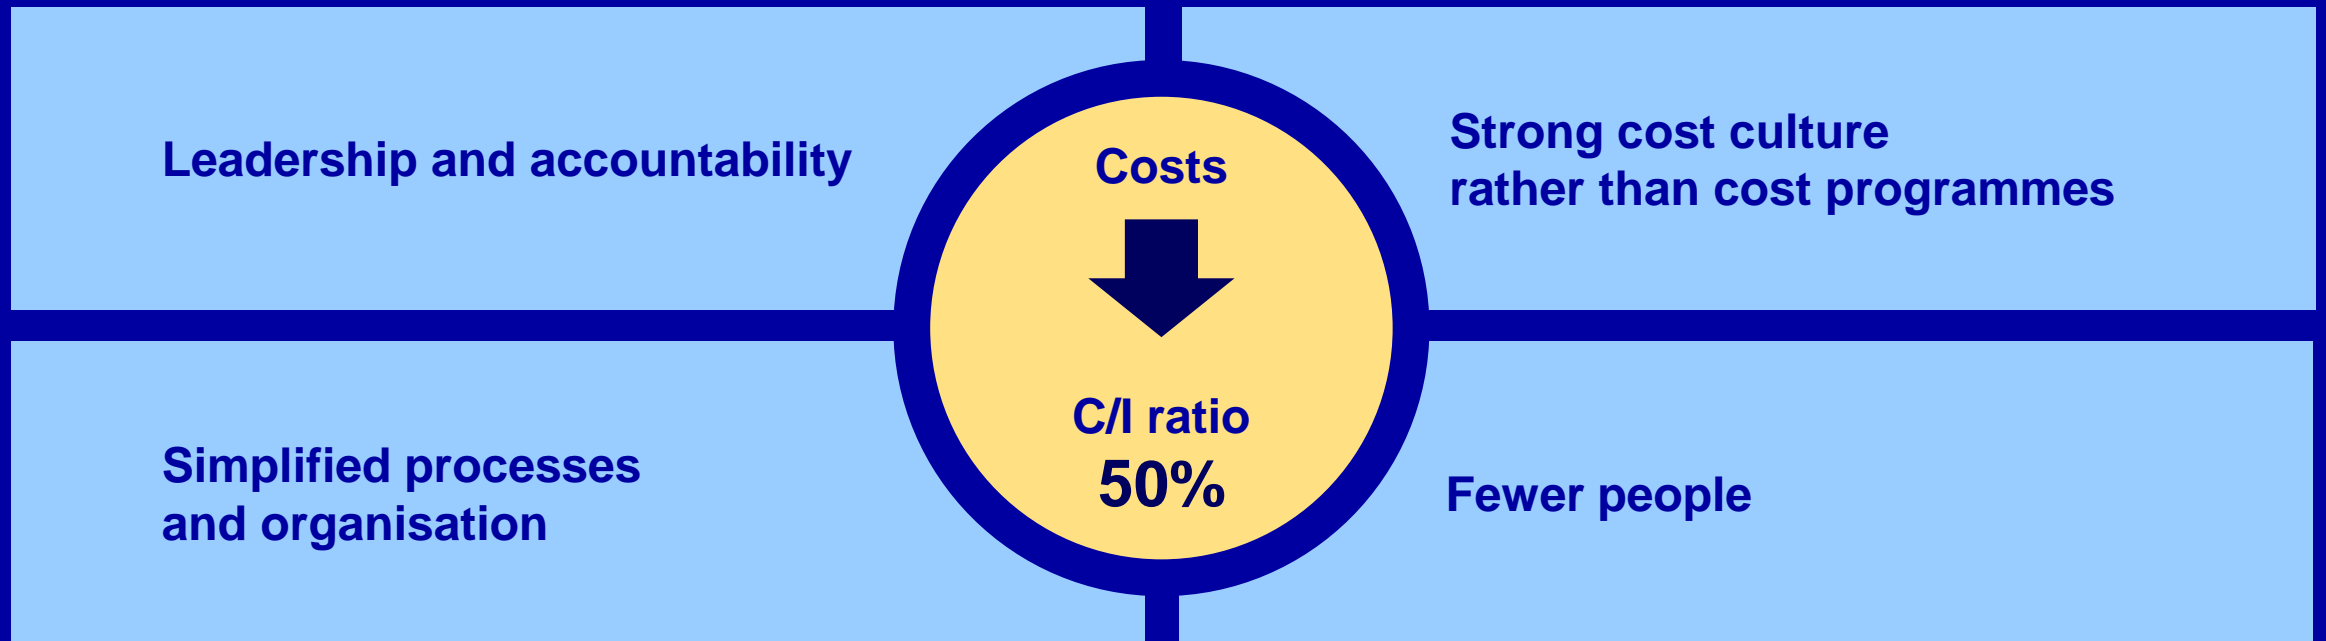 Leadership and accountability
Strong cost culture
rather than cost programmes
Costs
C/I ratio
50%
Simplified processes
and organisation
Fewer people